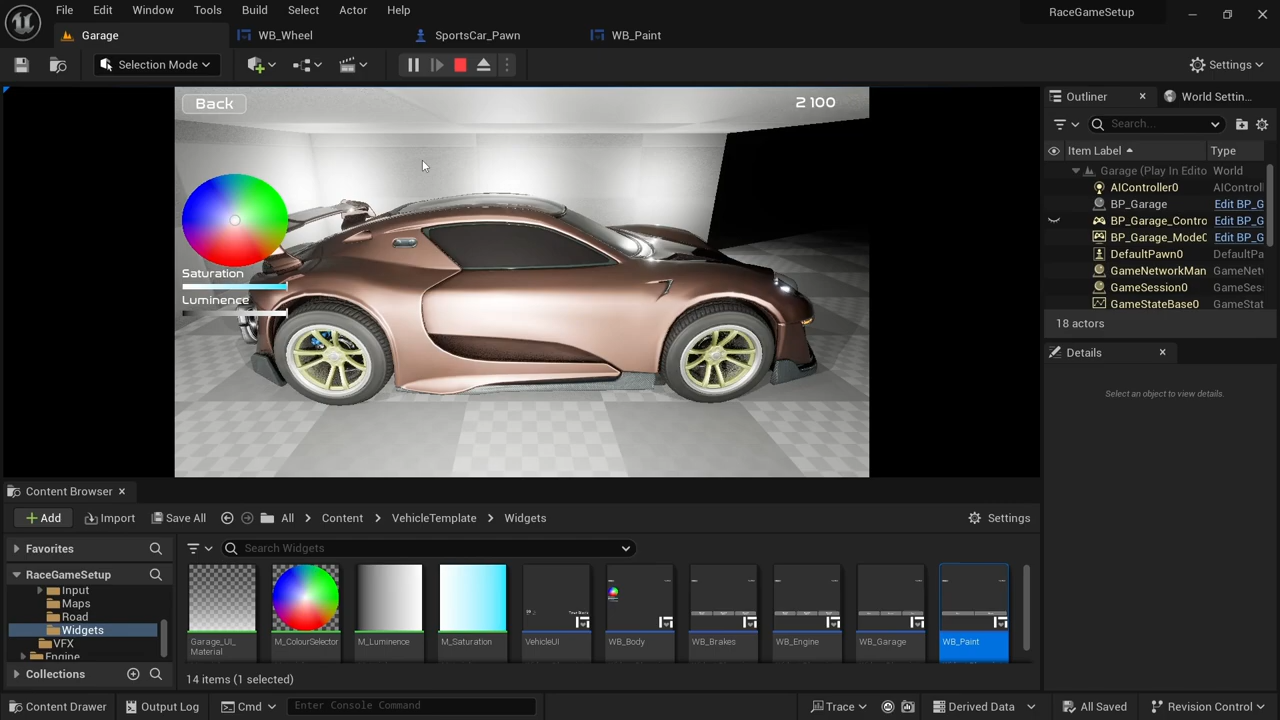 File Edit Window Tools Build Select Actor Help
RaceGameSetup
Garage WB_Wheel SportsCar_Pawn WB_Paint
Selection Mode
Settings
Back
2 100
Saturation
Luminence
Outliner World Settin...
Search...
Item Label Type
Garage (Play In Edito World
AIController0 AIControl
BP_Garage Edit BP_G
BP_Garage_Contro Edit BP_G
BP_Garage_ModeC Edit BP_G
DefaultPawn0 DefaultPa
GameNetworkMan GameNet
GameSession0 GameSes
GameStateBase0 GameStat
18 actors
Details
Select an object to view details.
Content Browser
Add Import Save All All Content VehicleTemplate Widgets Settings
Favorites
Search Widgets
RaceGameSetup
Input
Maps
Road
Widgets
VFX
Engine
Collections
Garage_UI_
Material
M_ColourSelector
M_Luminence
M_Saturation
VehicleUI
WB_Body
WB_Brakes
WB_Engine
WB_Garage
WB_Paint
14 items (1 selected)
Content Drawer Output Log Cmd Enter Console Command Trace Derived Data All Saved Revision Control